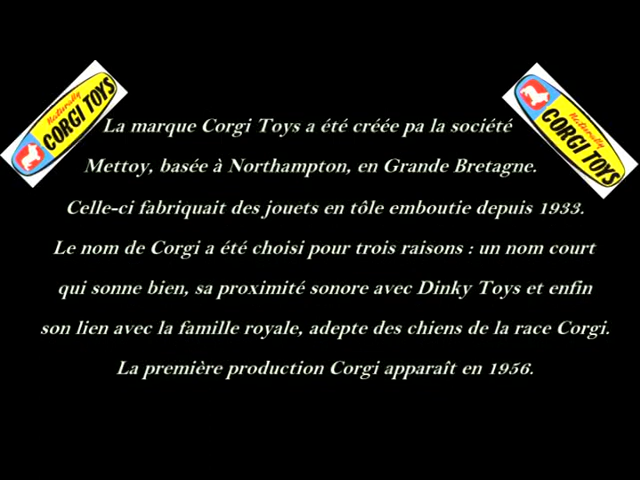 Naturally
CORGI TOYS
Naturally
CORGI TOYS
La marque Corgi Toys a été créée pa la société
Mettoy, basée à Northampton, en Grande Bretagne.
Celle-ci fabriquait des jouets en tôle emboutie depuis 1933.
Le nom de Corgi a été choisi pour trois raisons : un nom court
qui sonne bien, sa proximité sonore avec Dinky Toys et enfin
son lien avec la famille royale, adepte des chiens de la race Corgi.
La première production Corgi apparaît en 1956.